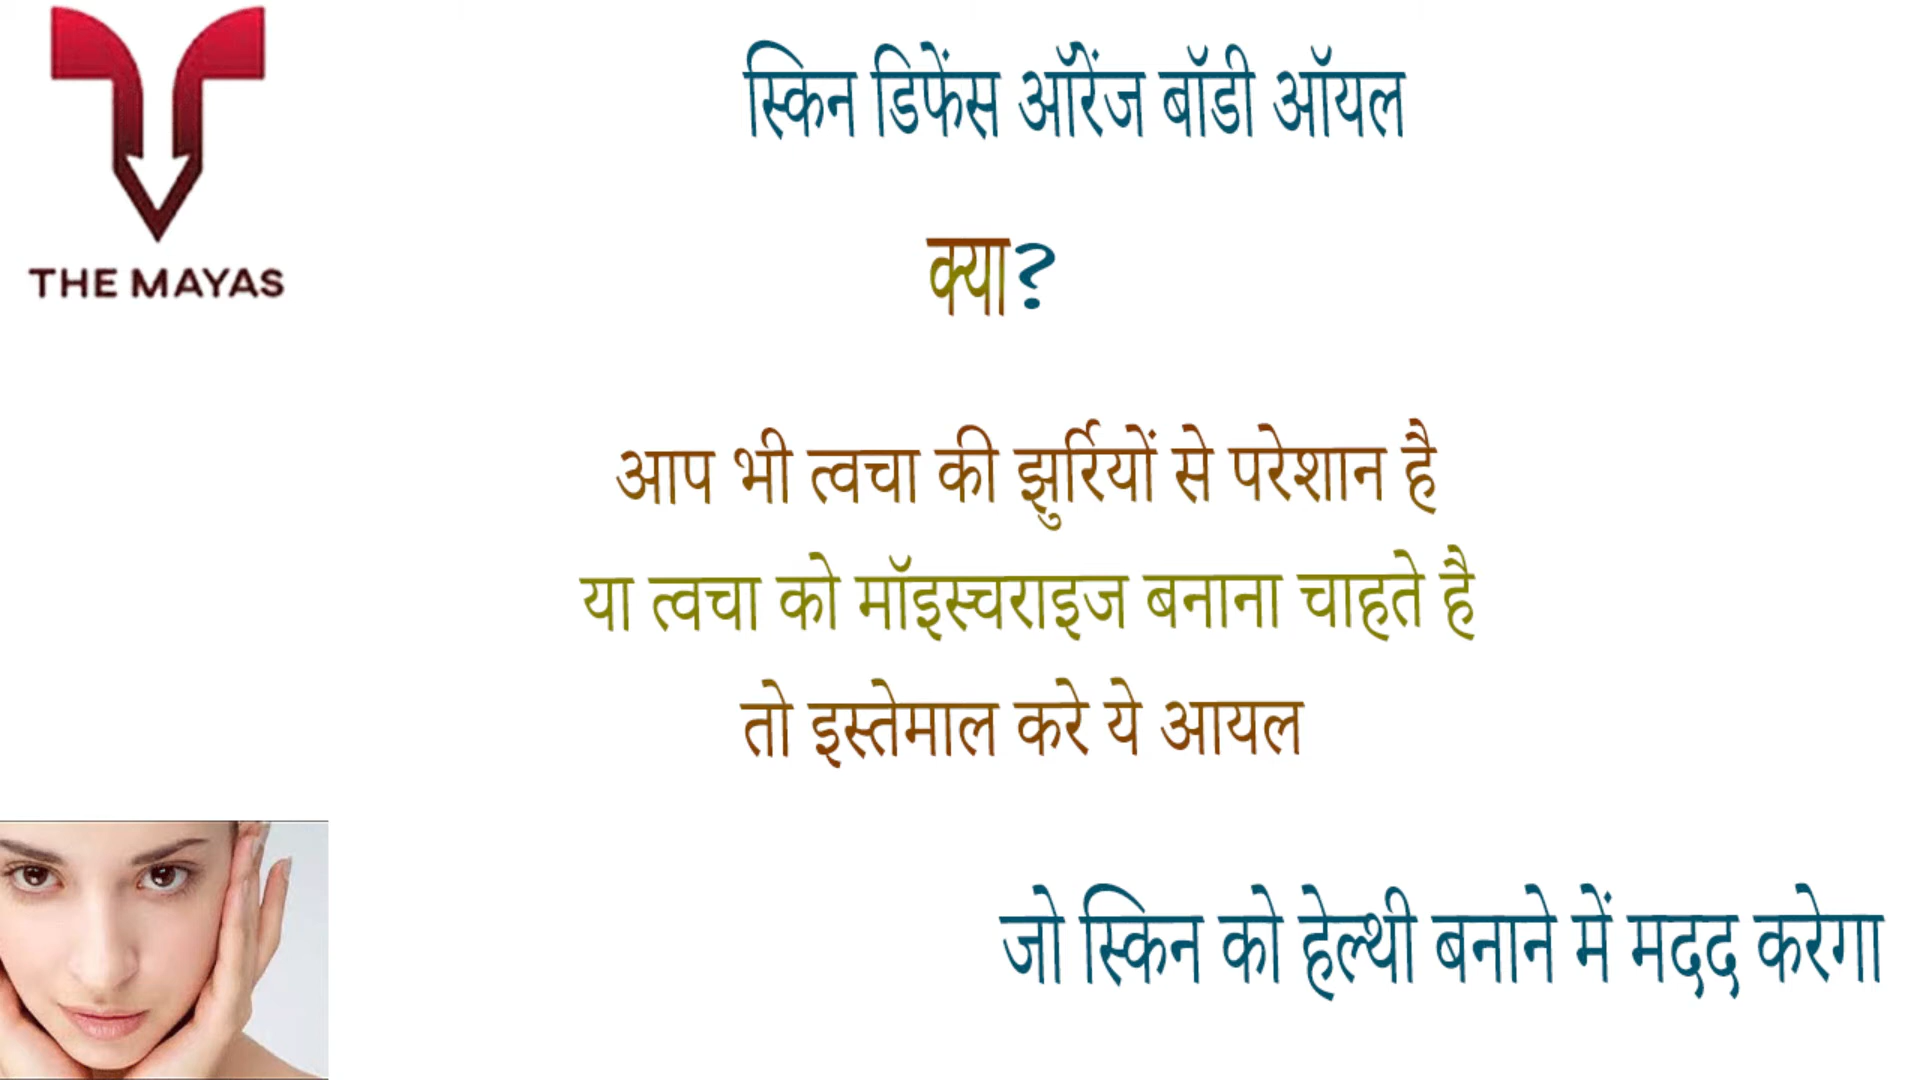 THE MAYAS
स्किन डिफेंस ऑरेंज बॉडी ऑयल
क्या?
आप भी त्वचा की झुर्रियों से परेशान है
या त्वचा को मॉइस्चराइज बनाना चाहते है
तो इस्तेमाल करे ये आयल
जो स्किन को हेल्थी बनाने में मदद करेगा